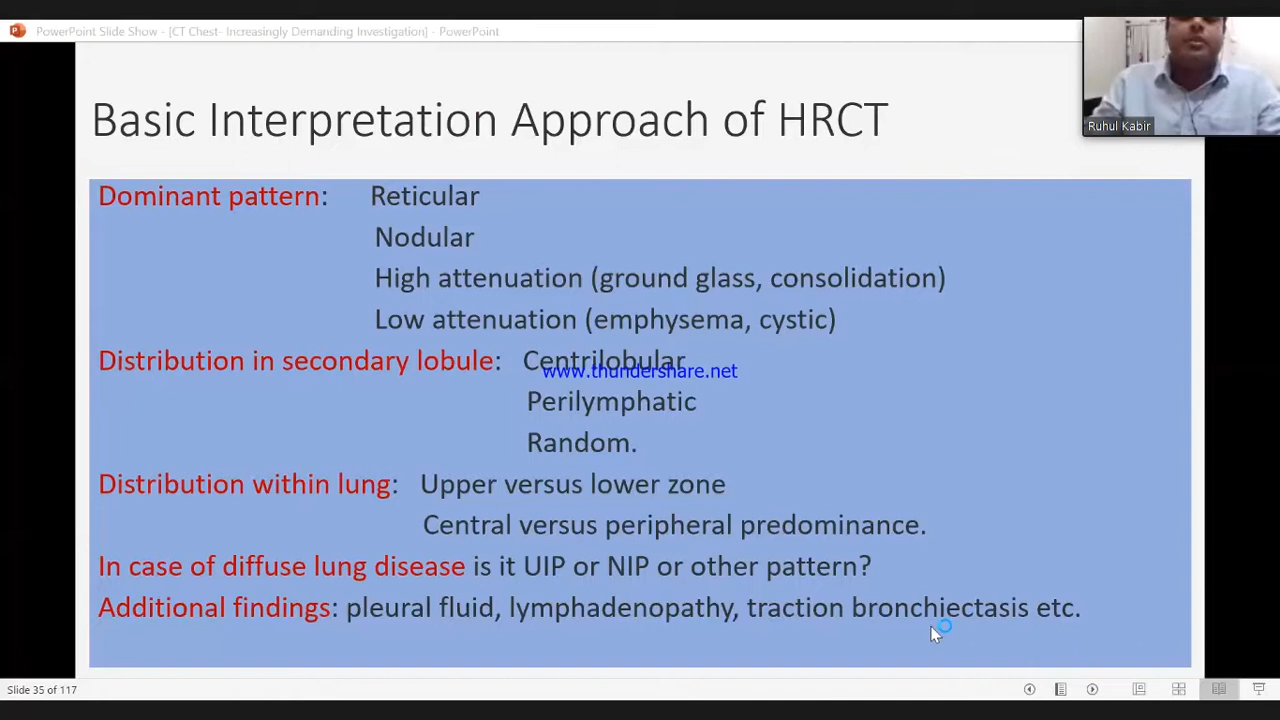 PowerPoint Slide Show - [CT Chest- Increasingly Demanding Investigation] - PowerPoint
Ruhul Kabir
Basic Interpretation Approach of HRCT
Dominant pattern: Reticular
Nodular
High attenuation (ground glass, consolidation)
Low attenuation (emphysema, cystic)
Distribution in secondary lobule: Centrilobular
www.thundershare.net
Perilymphatic
Random.
Distribution within lung: Upper versus lower zone
Central versus peripheral predominance.
In case of diffuse lung disease is it UIP or NIP or other pattern?
Additional findings: pleural fluid, lymphadenopathy, traction bronchiectasis etc.
Slide 35 of 117